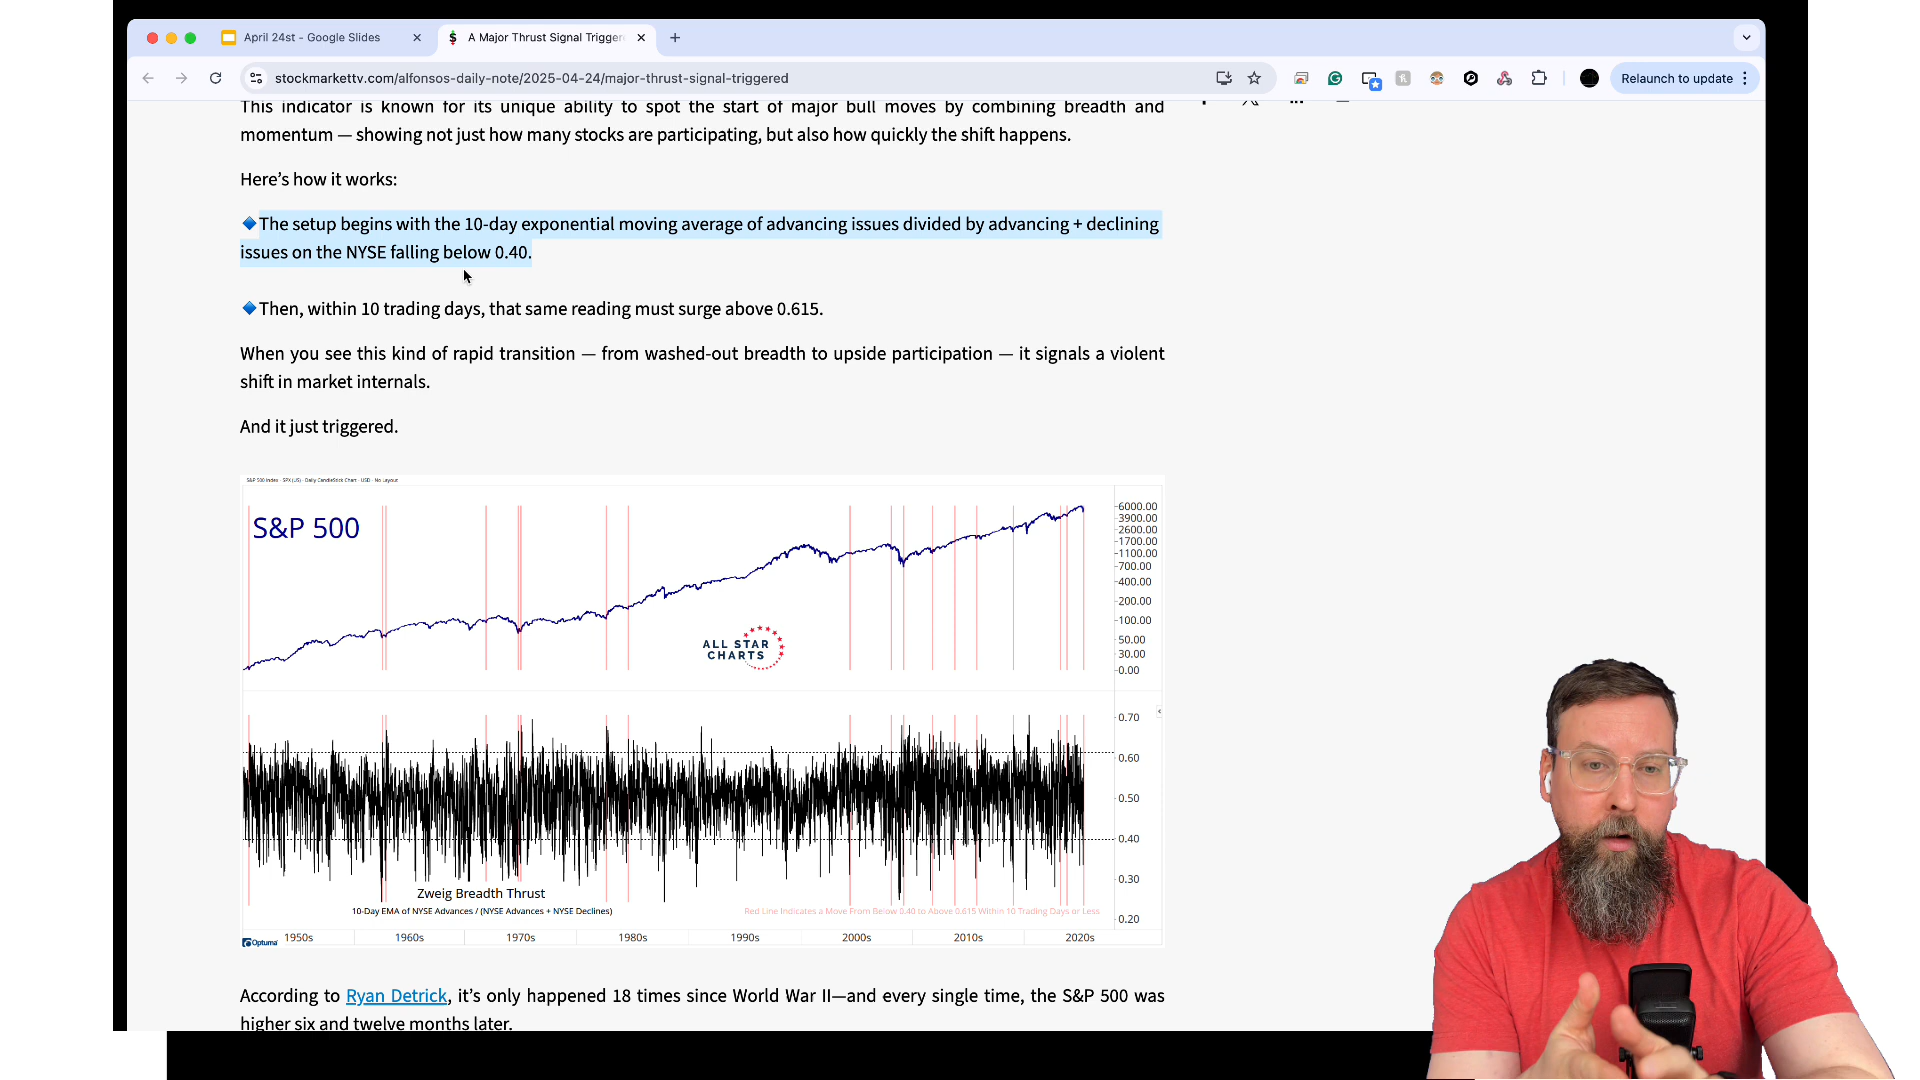 April 24st - Google Slides
A Major Thrust Signal Trigger
stockmarkettv.com/alfonsos-daily-note/2025-04-24/major-thrust-signal-triggered
Relaunch to update
This indicator is known for its unique ability to spot the start of major bull moves by combining breadth and
momentum — showing not just how many stocks are participating, but also how quickly the shift happens.
Here's how it works:
The setup begins with the 10-day exponential moving average of advancing issues divided by advancing + declining
issues on the NYSE falling below 0.40.
Then, within 10 trading days, that same reading must surge above 0.615.
When you see this kind of rapid transition — from washed-out breadth to upside participation — it signals a violent
shift in market internals.
And it just triggered.
S&P 500 Index - SPX (US) - Daily CandleStick Chart - USD - No Layout
S&P 500
6000.00
3900.00
2600.00
1700.00
1100.00
700.00
400.00
200.00
100.00
50.00
30.00
0.00
ALL STAR
CHARTS
0.70
0.60
0.50
0.40
0.30
0.20
Zweig Breadth Thrust
10-Day EMA of NYSE Advances / (NYSE Advances + NYSE Declines)
Red Line Indicates a Move From Below 0.40 to Above 0.615 Within 10 Trading Days or Less
Optuma
1950s
1960s
1970s
1980s
1990s
2000s
2010s
2020s
According to Ryan Detrick, it's only happened 18 times since World War II—and every single time, the S&P 500 was
higher six and twelve months later.